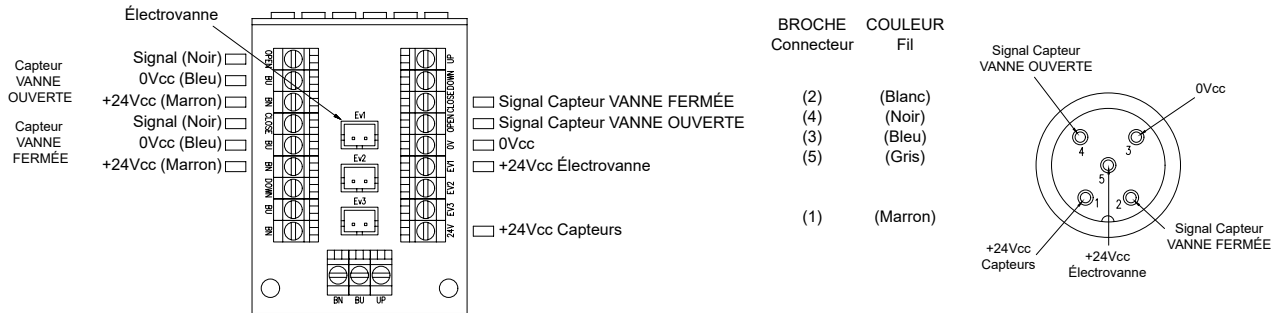 Électrovanne
Capteur
VANNE
OUVERTE
Signal (Noir)
0Vcc (Bleu)
+24Vcc (Marron)
Capteur
VANNE
FERMÉE
Signal (Noir)
0Vcc (Bleu)
+24Vcc (Marron)
OPEN
BU
BN
CLOSE
BU
BN
DOWN
BU
BN
Ev1
Ev2
Ev3
BN BU UP
UP
DOWN
CLOSE
OPEN
0V
EV1
EV2
EV3
24V
Signal Capteur VANNE FERMÉE
Signal Capteur VANNE OUVERTE
0Vcc
+24Vcc Électrovanne
+24Vcc Capteurs
BROCHE COULEUR
Connecteur Fil
(2) (Blanc)
(4) (Noir)
(3) (Bleu)
(5) (Gris)
(1) (Marron)
Signal Capteur
VANNE OUVERTE
0Vcc
4 3
5
1 2
+24Vcc
Capteurs
+24Vcc
Électrovanne
Signal Capteur
VANNE FERMÉE